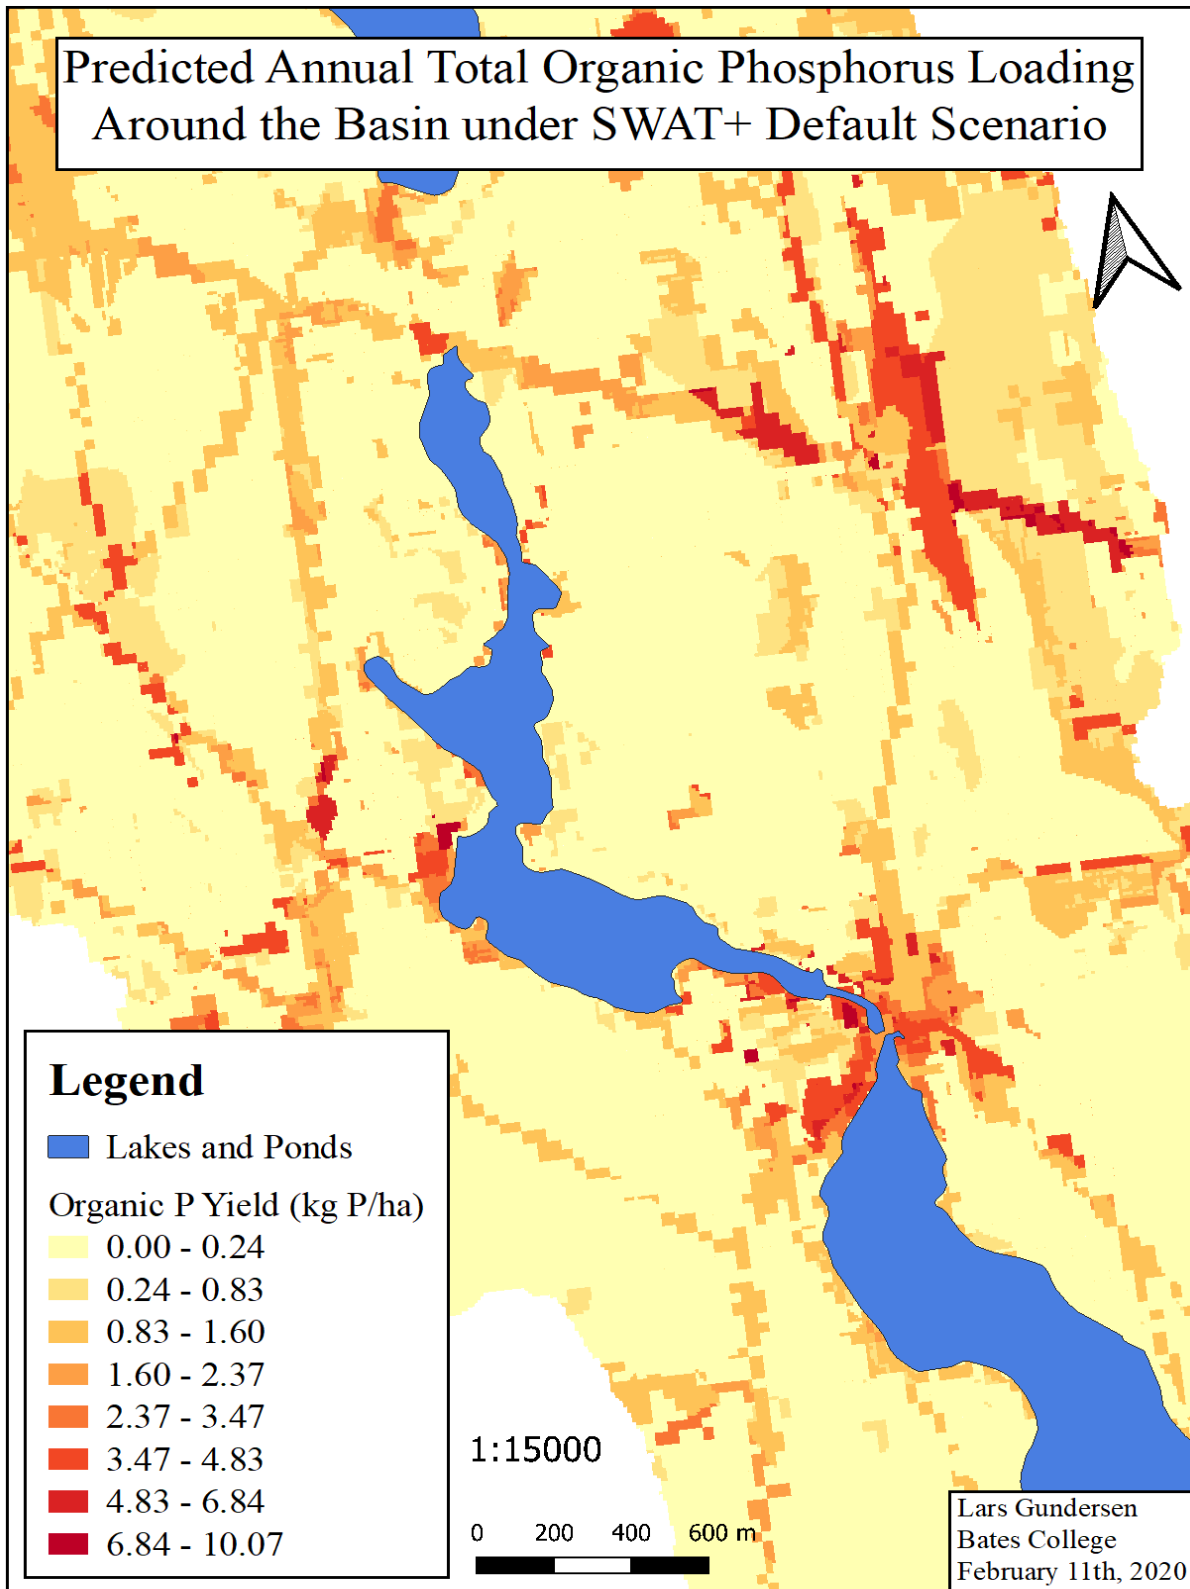 Predicted Annual Total Organic Phosphorus Loading
Around the Basin under SWAT+ Default Scenario
Legend
Lakes and Ponds
Organic P Yield (kg P/ha)
0.00 - 0.24
0.24 - 0.83
0.83 - 1.60
1.60 - 2.37
2.37 - 3.47
3.47 - 4.83
4.83 - 6.84
6.84 - 10.07
1:15000
0 200 400 600 m
Lars Gundersen
Bates College
February 11th, 2020